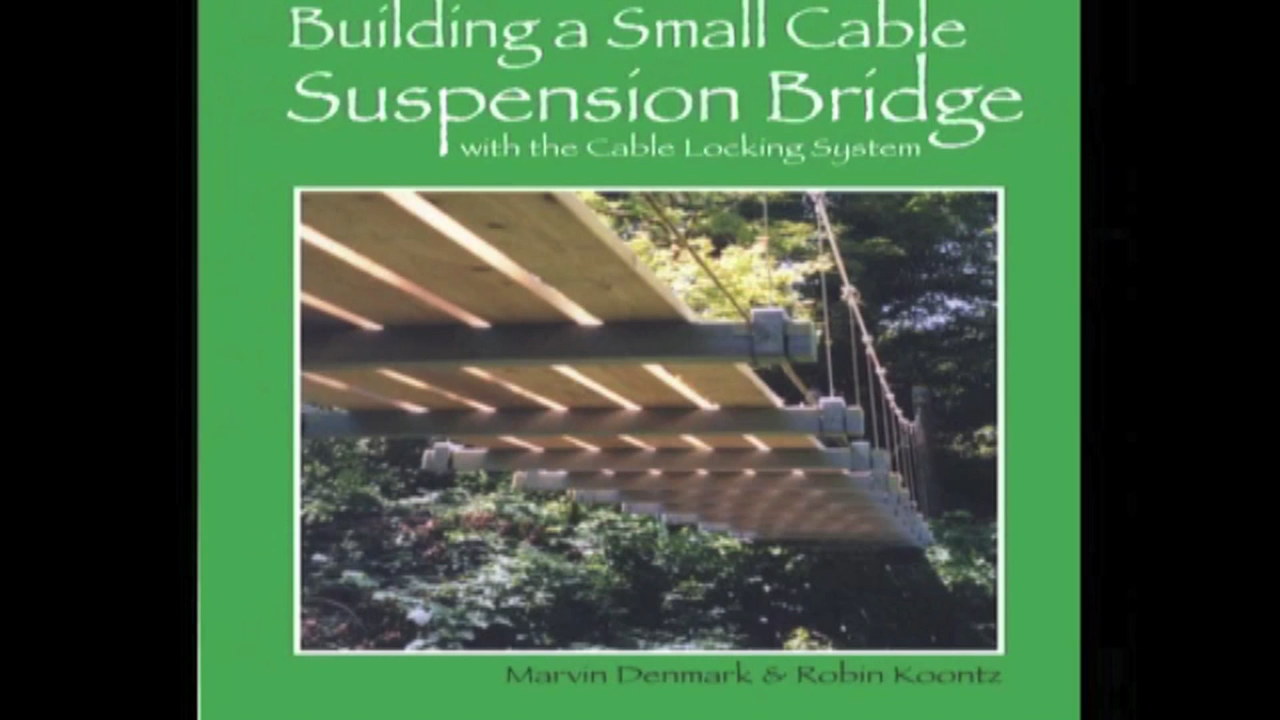 Building a Small Cable
Suspension Bridge
with the Cable Locking System
Marvin Denmark & Robin Koontz